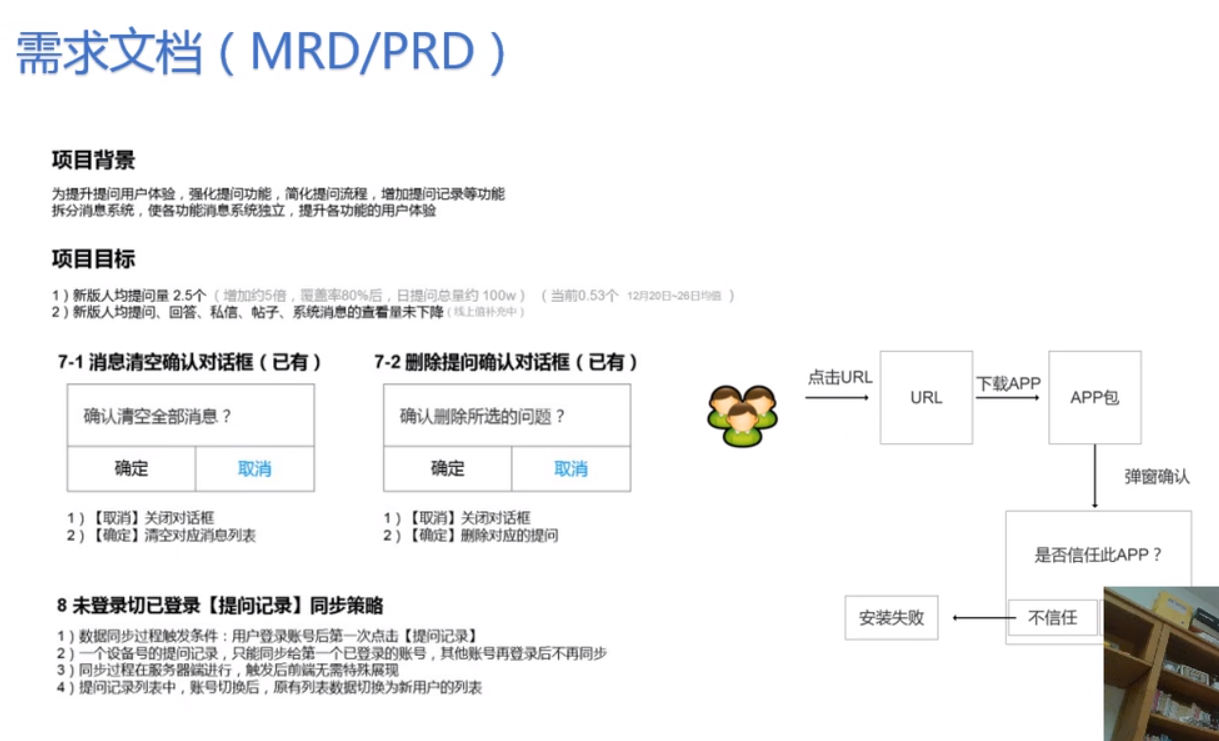 需求文档（MRD/PRD）
项目背景
为提升提问用户体验，强化提问功能，简化提问流程，增加提问记录等功能
拆分消息系统，使各功能消息系统独立，提升各功能的用户体验
项目目标
1）新版人均提问量 2.5个（增加约5倍，覆盖率80%后，日提问总量约 100w）（当前0.53个 12月20日~26日均值 ）
2）新版人均提问、回答、私信、帖子、系统消息的查看量未下降（线上值补充中）
7-1 消息清空确认对话框（已有）
确认清空全部消息？
确定 取消
1）【取消】关闭对话框
2）【确定】清空对应消息列表
7-2 删除提问确认对话框（已有）
确认删除所选的问题？
确定 取消
1）【取消】关闭对话框
2）【确定】删除对应的提问
点击URL
URL
下载APP
APP包
弹窗确认
是否信任此APP？
不信任
安装失败
8 未登录切已登录【提问记录】同步策略
1）数据同步过程触发条件：用户登录账号后第一次点击【提问记录】
2）一个设备号的提问记录，只能同步给第一个已登录的账号，其他账号再登录后不再同步
3）同步过程在服务器端进行，触发后前端无需特殊展现
4）提问记录列表中，账号切换后，原有列表数据切换为新用户的列表